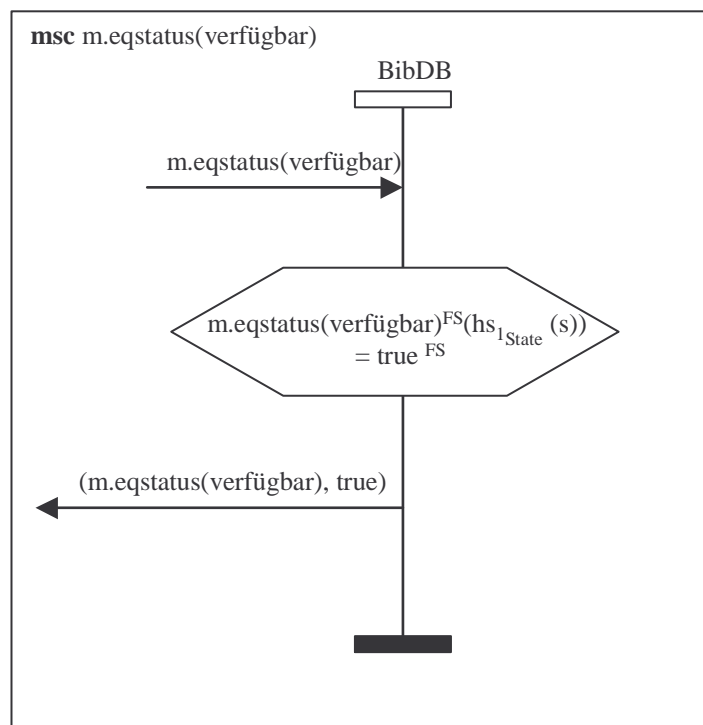 msc m.eqstatus(verfügbar)
BibDB
m.eqstatus(verfügbar)
m.eqstatus(verfügbar)^FS(hs_1_State (s))
= true ^FS
(m.eqstatus(verfügbar), true)